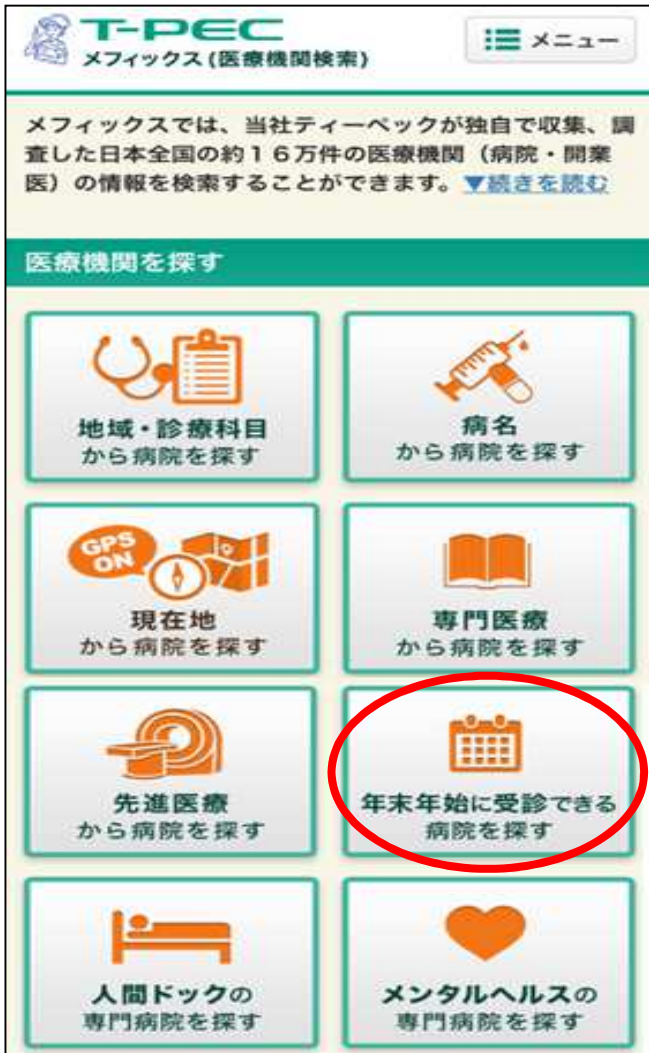 T-PEC
メフィックス(医療機関検索)
メニュー
メフィックスでは、当社ティーペックが独自で収集、調
査した日本全国の約16万件の医療機関（病院・開業
医）の情報を検索することができます。▼続きを読む
医療機関を探す
地域・診療科目
から病院を探す
病名
から病院を探す
GPS
ON
現在地
から病院を探す
専門医療
から病院を探す
先進医療
から病院を探す
年末年始に受診できる
病院を探す
人間ドックの
専門病院を探す
メンタルヘルスの
専門病院を探す